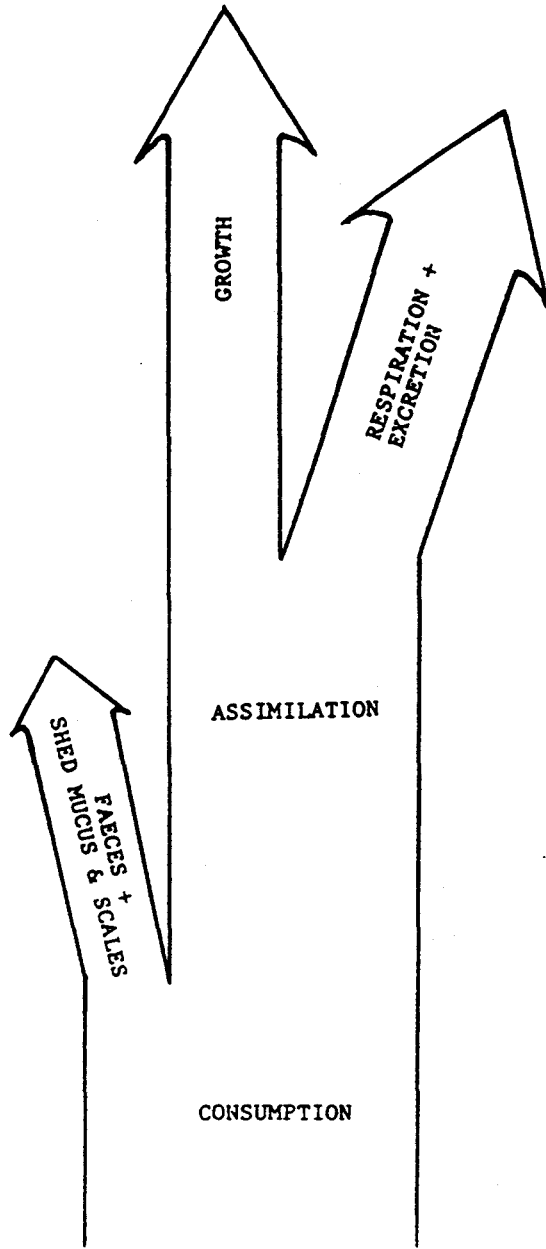 GROWTH
RESPIRATION +
EXCRETION
ASSIMILATION
FAECES +
SHED MUCUS & SCALES
CONSUMPTION